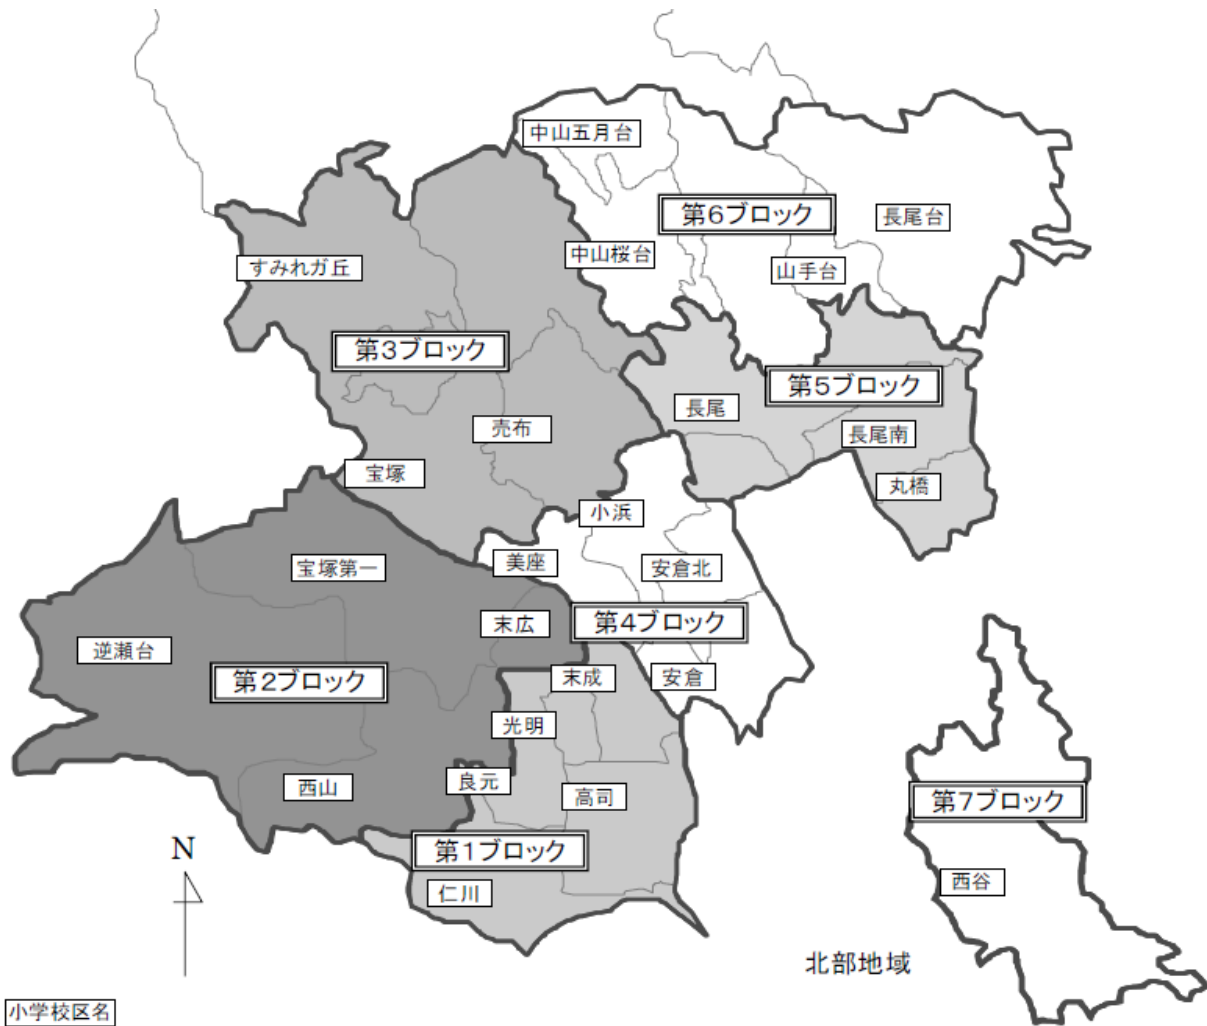 中山五月台
第6ブロック
長尾台
中山桜台
山手台
すみれガ丘
第3ブロック
第5ブロック
長尾
売布
長尾南
宝塚
丸橋
小浜
美座
安倉北
宝塚第一
末広
第4ブロック
逆瀬台
第2ブロック
末成
安倉
光明
西山
良元
高司
第7ブロック
第1ブロック
N
仁川
西谷
北部地域
小学校区名